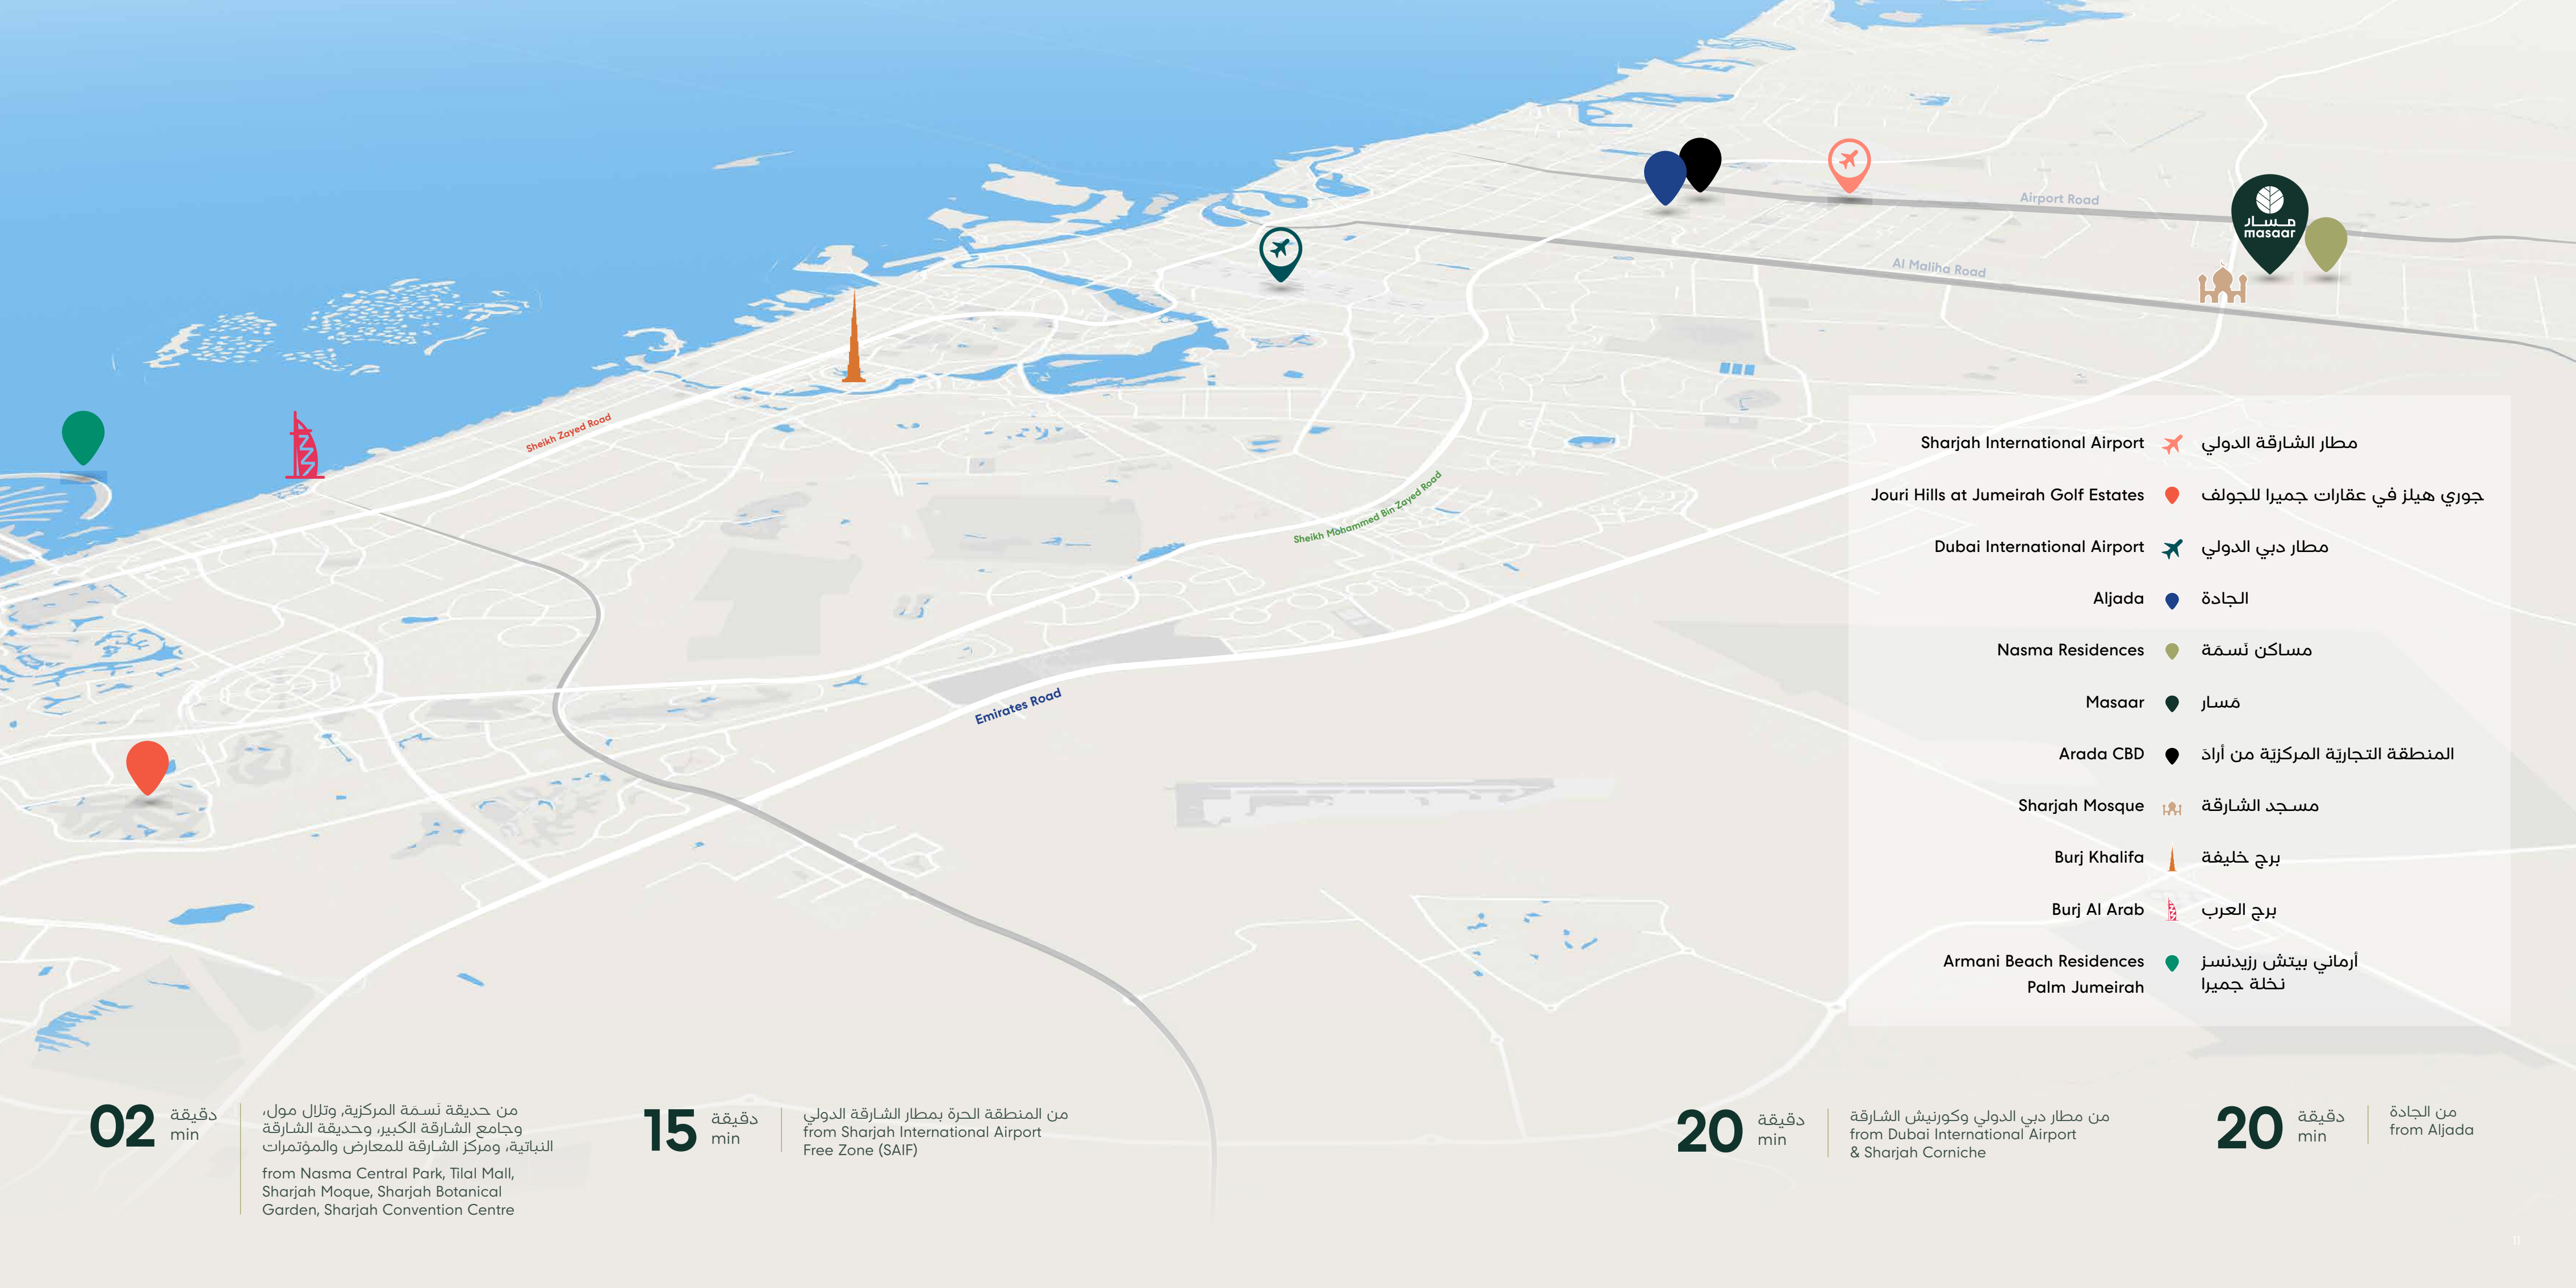 Airport Road
مسار
masaar
Al Maliha Road
Sheikh Zayed Road
Sheikh Mohammed Bin Zayed Road
Emirates Road
Sharjah International Airport
مطار الشارقة الدولي
Jouri Hills at Jumeirah Golf Estates
جوري هيلز في عقارات جميرا للجولف
Dubai International Airport
مطار دبي الدولي
Aljada
الجادة
Nasma Residences
مساكن نَسمَة
Masaar
مَسار
Arada CBD
المنطقة التجاريّة المركزيّة من أرادَ
Sharjah Mosque
مسجد الشارقة
Burj Khalifa
برج خليفة
Burj Al Arab
برج العرب
Armani Beach Residences
Palm Jumeirah
أرماني بيتش رزيدنسز
نخلة جميرا
02
دقيقة
min
من حديقة نَسمَة المركزية, وتلال مول،
وجامع الشارقة الكبير، وحديقة الشارقة
النباتية، ومركز الشارقة للمعارض والمؤتمرات
from Nasma Central Park, Tilal Mall,
Sharjah Moque, Sharjah Botanical
Garden, Sharjah Convention Centre
15
دقيقة
min
من المنطقة الحرة بمطار الشارقة الدولي
from Sharjah International Airport
Free Zone (SAIF)
20
دقيقة
min
من مطار دبي الدولي وكورنيش الشارقة
from Dubai International Airport
& Sharjah Corniche
20
دقيقة
min
من الجادة
from Aljada
11